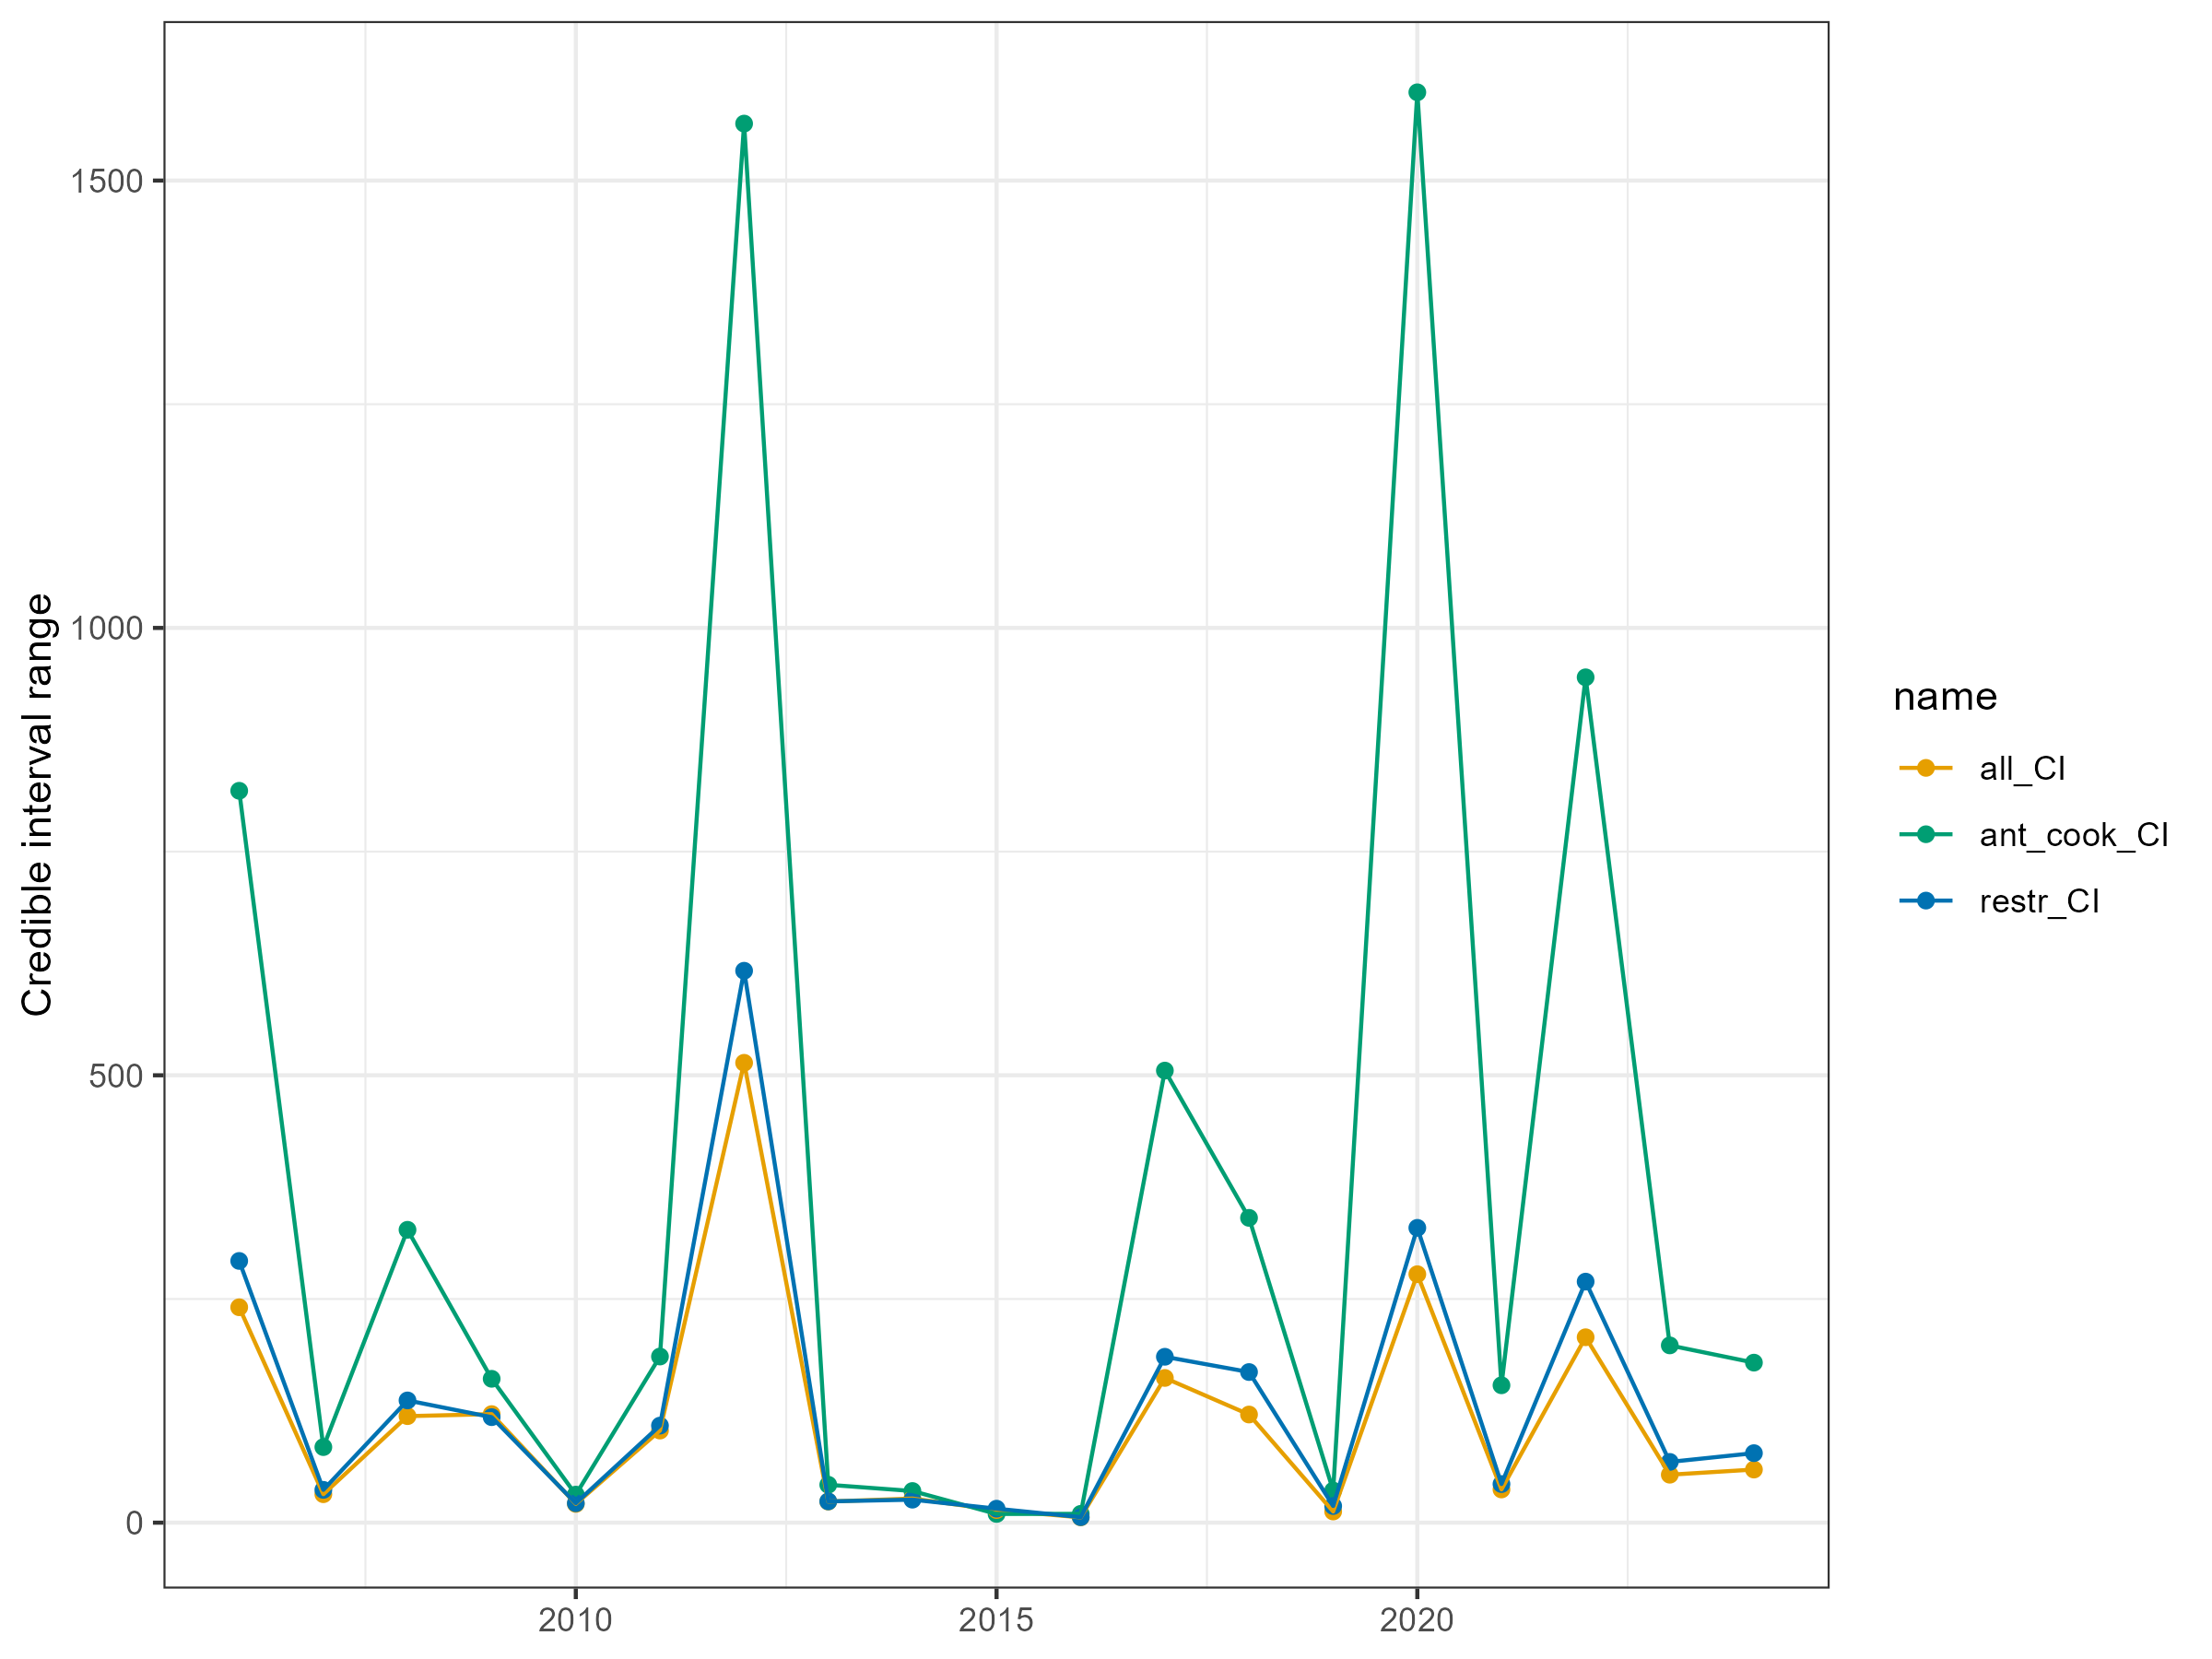 Credible interval range
1500
1000
500
0
2010
2015
2020
name
all_CI
ant_cook_CI
restr_CI